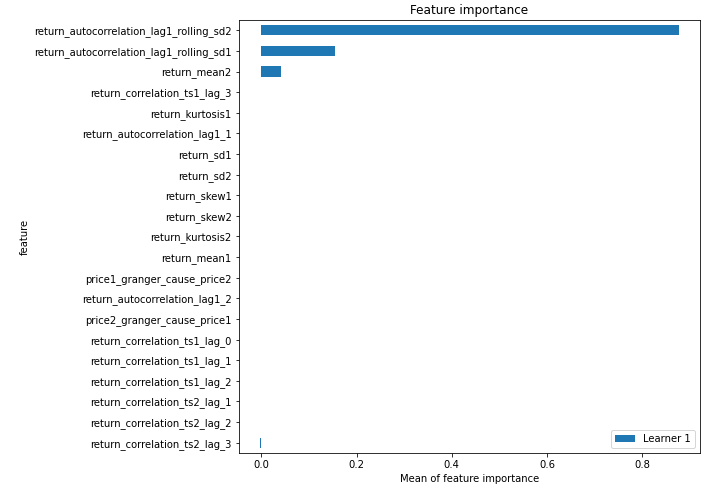 Feature importance
return_autocorrelation_lag1_rolling_sd2
return_autocorrelation_lag1_rolling_sd1
return_mean2
return_correlation_ts1_lag_3
return_kurtosis1
return_autocorrelation_lag1_1
return_sd1
return_sd2
return_skew1
return_skew2
return_kurtosis2
return_mean1
price1_granger_cause_price2
return_autocorrelation_lag1_2
price2_granger_cause_price1
return_correlation_ts1_lag_0
return_correlation_ts1_lag_1
return_correlation_ts1_lag_2
return_correlation_ts2_lag_1
return_correlation_ts2_lag_2
return_correlation_ts2_lag_3
feature
Learner 1
0.0 0.2 0.4 0.6 0.8
Mean of feature importance